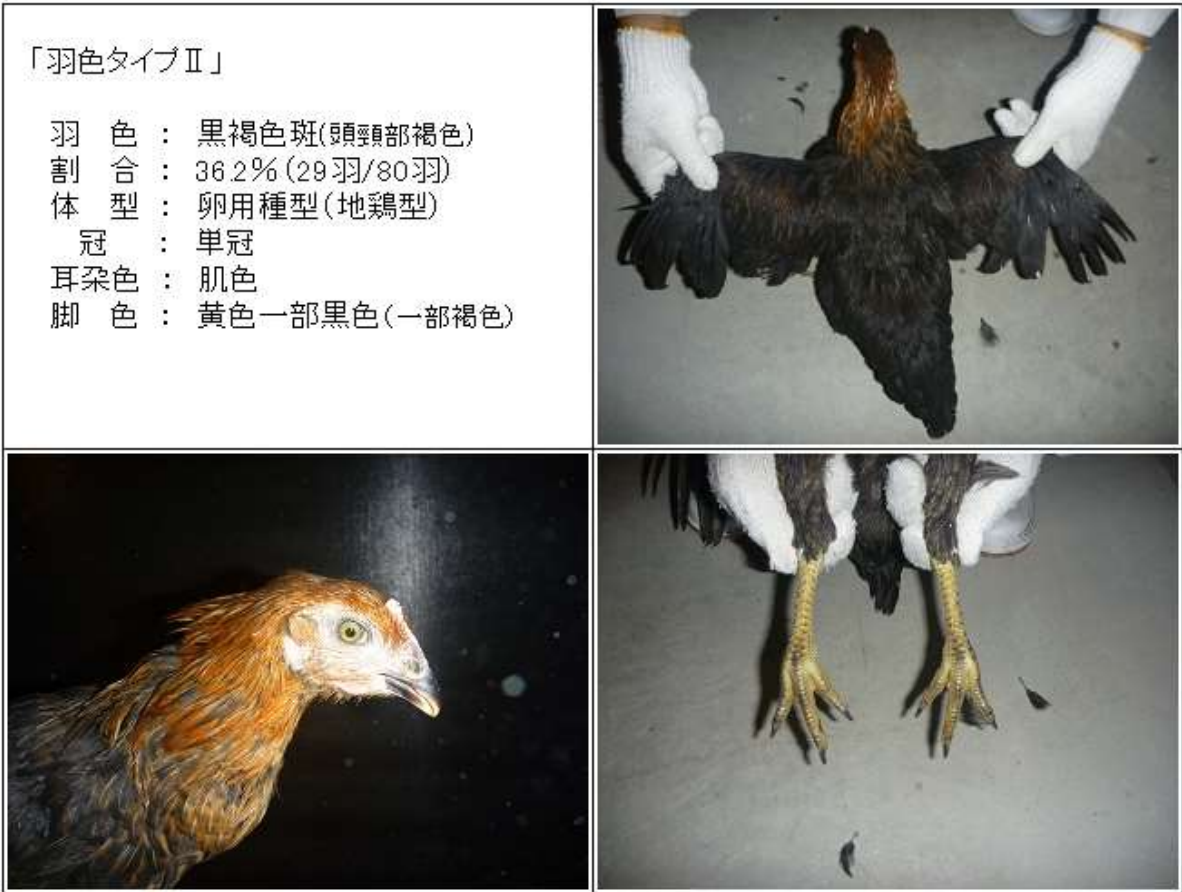 「羽色タイプⅡ」
羽 色 : 黒褐色斑(頭頸部褐色)
割 合 : 36.2%(29羽/80羽)
体 型 : 卵用種型(地鶏型)
冠 : 単冠
耳朶色 : 肌色
脚 色 : 黄色一部黒色(一部褐色)